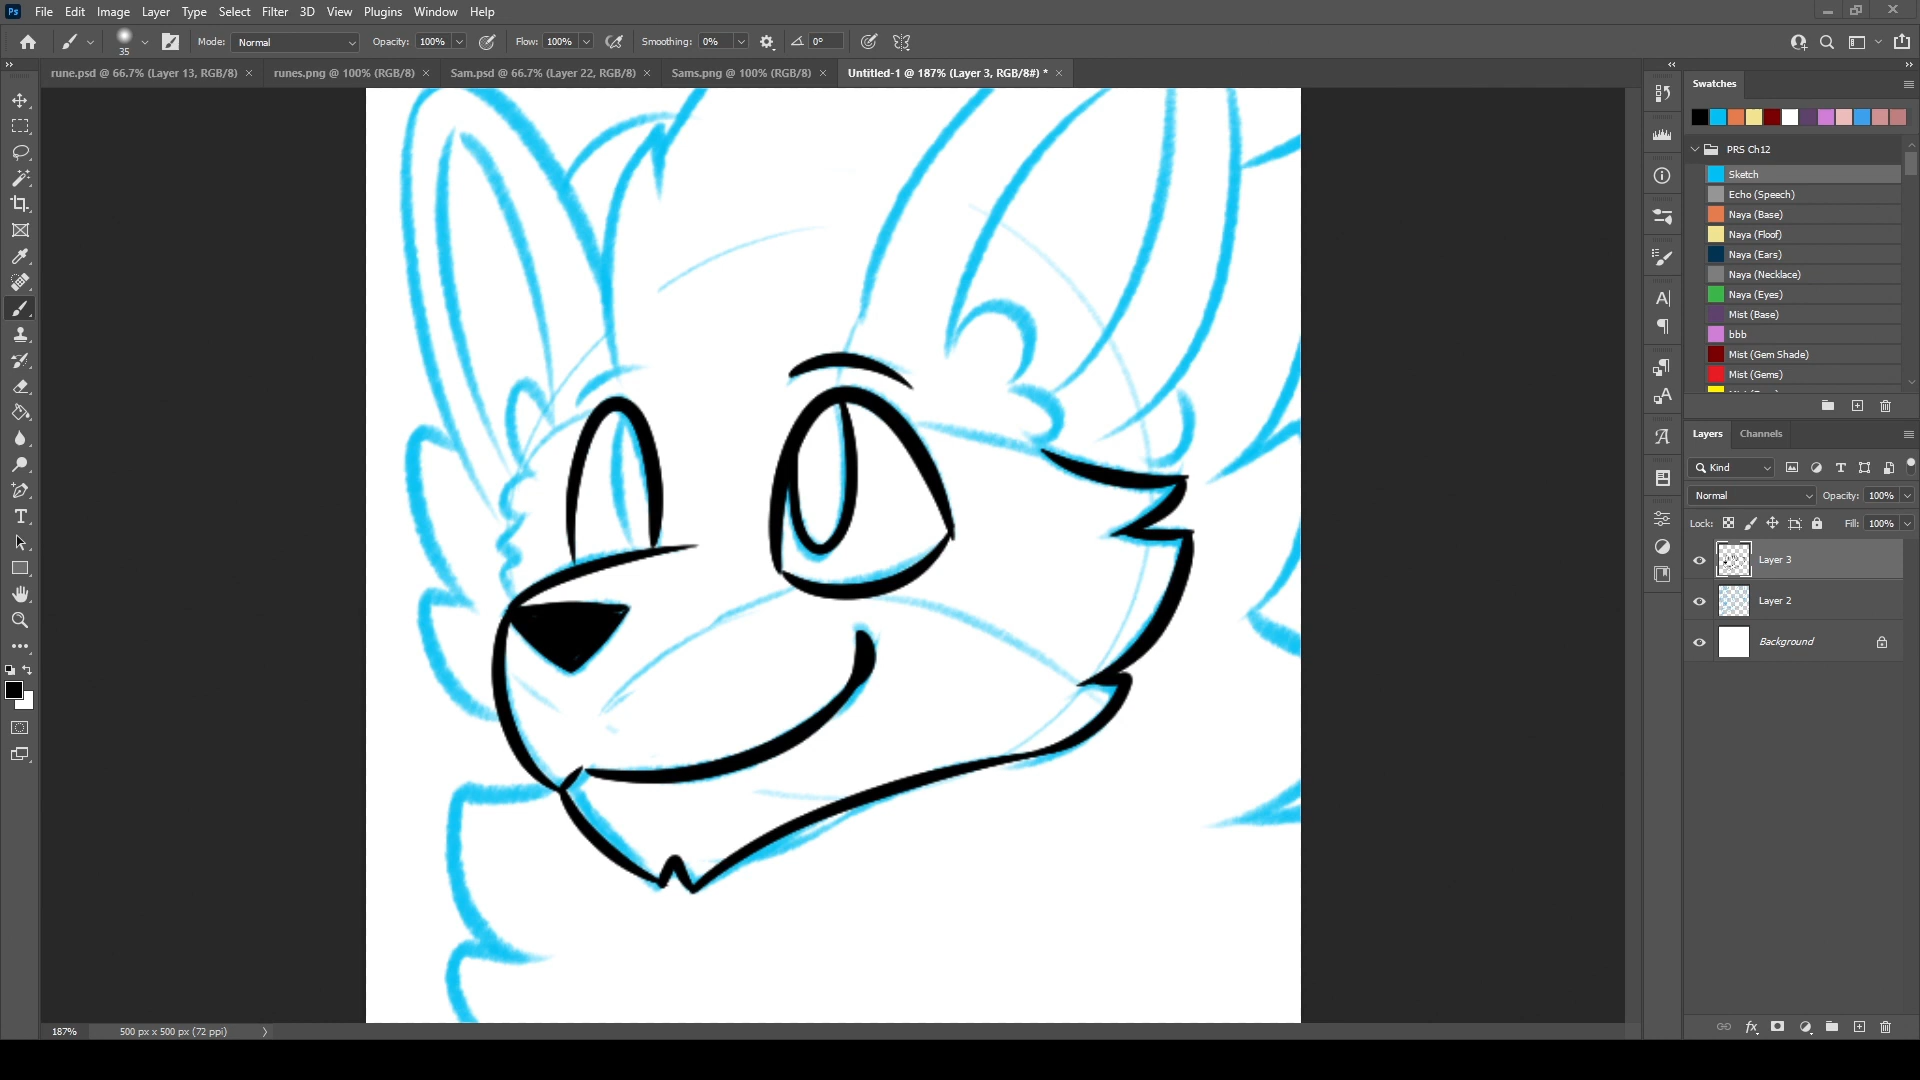 Ps File Edit Image Layer Type Select Filter 3D View Plugins Window Help
35 Mode: Normal Opacity: 100% Flow: 100% Smoothing: 0% 0°
rune.psd @ 66.7% (Layer 13, RGB/8) runes.png @ 100% (RGB/8) Sam.psd @ 66.7% (Layer 22, RGB/8) Sams.png @ 100% (RGB/8) Untitled-1 @ 187% (Layer 3, RGB/8#) *
Swatches
PRS Ch12
Sketch
Echo (Speech)
Naya (Base)
Naya (Floof)
Naya (Ears)
Naya (Necklace)
Naya (Eyes)
Mist (Base)
bbb
Mist (Gem Shade)
Mist (Gems)
Layers Channels
Kind
Normal Opacity: 100%
Lock: Fill: 100%
Layer 3
Layer 2
Background
187% 500 px x 500 px (72 ppi)